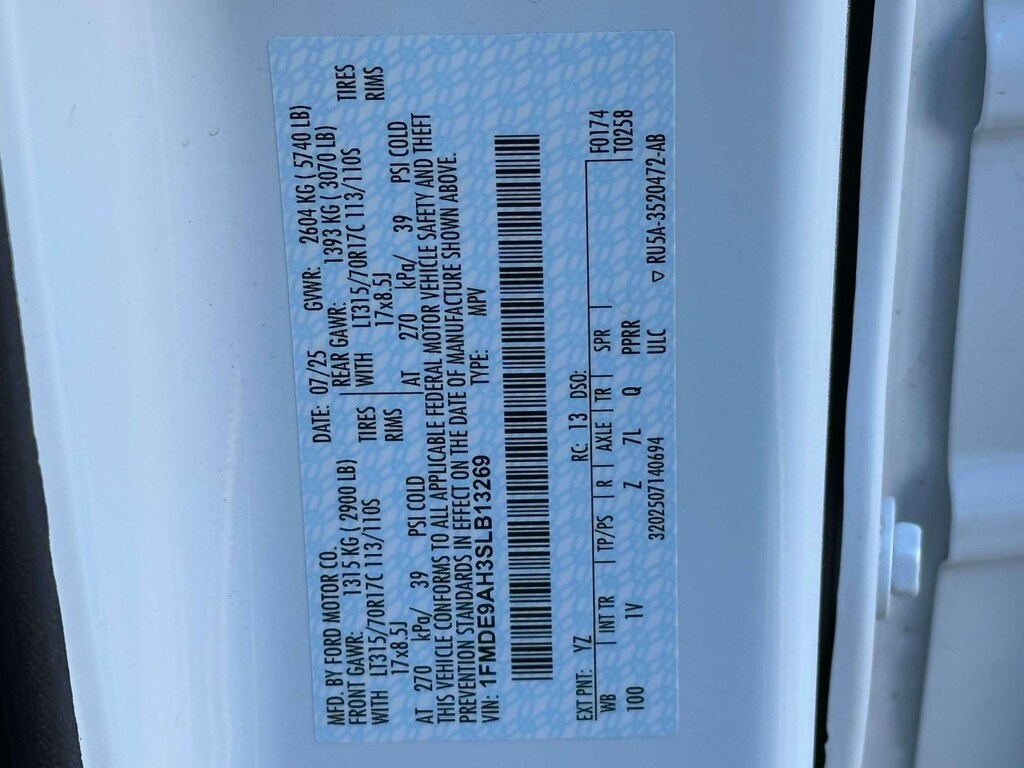 MFD. BY FORD MOTOR CO.
DATE: 07/25 GVWR: 2604 KG ( 5740 LB)
FRONT GAWR: 1315 KG ( 2900 LB) REAR GAWR: 1393 KG ( 3070 LB)
WITH LT315/70R17C 113/110S TIRES WITH LT315/70R17C 113/110S TIRES
17x8.5J RIMS 17x8.5J RIMS
AT 270 kPa/ 39 PSI COLD AT 270 kPa/ 39 PSI COLD
THIS VEHICLE CONFORMS TO ALL APPLICABLE FEDERAL MOTOR VEHICLE SAFETY AND THEFT
PREVENTION STANDARDS IN EFFECT ON THE DATE OF MANUFACTURE SHOWN ABOVE.
VIN: 1FMDE9AH3SLB13269 TYPE: MPV
EXT PNT: YZ RC: 13 DSO: F0174
WB INT TR TP/PS R AXLE TR SPR T0258
100 1V Z 7L Q PPRR
3202507140694 ULC ▽ RU5A-3520472-AB